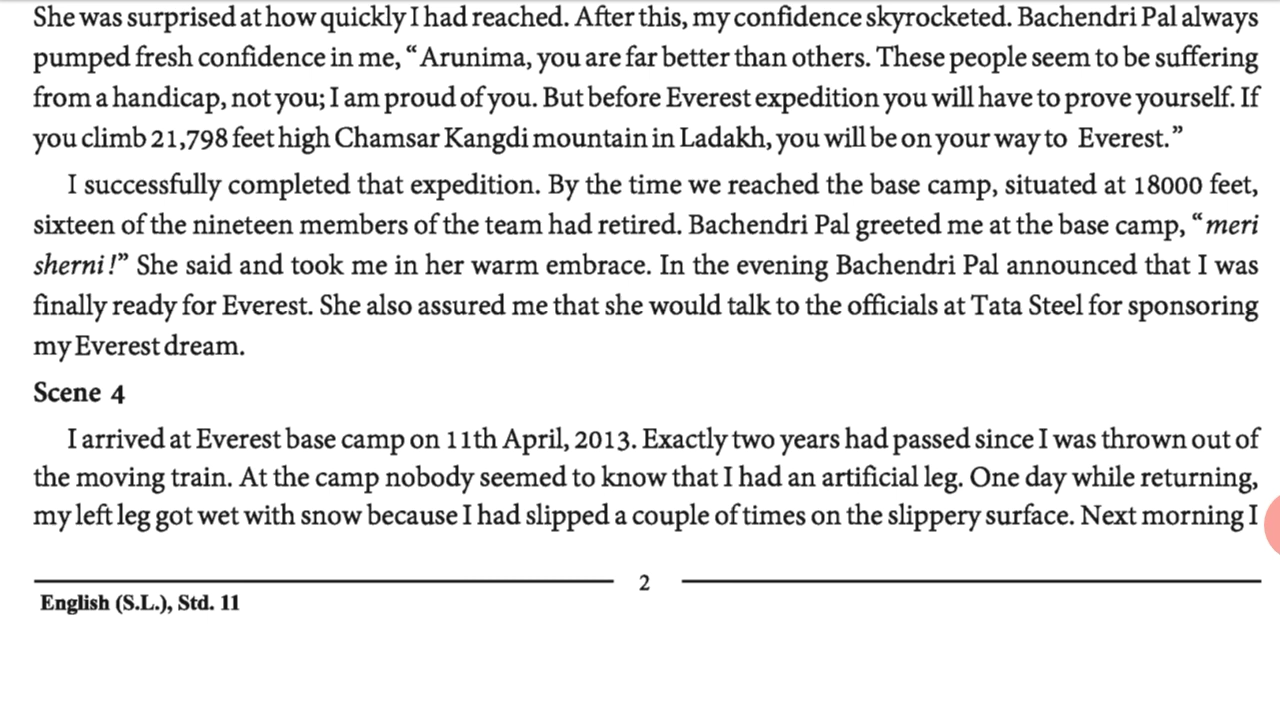 She was surprised at how quickly I had reached. After this, my confidence skyrocketed. Bachendri Pal always
pumped fresh confidence in me, “Arunima, you are far better than others. These people seem to be suffering
from a handicap, not you; I am proud of you. But before Everest expedition you will have to prove yourself. If
you climb 21,798 feet high Chamsar Kangdi mountain in Ladakh, you will be on your way to Everest.”
I successfully completed that expedition. By the time we reached the base camp, situated at 18000 feet,
sixteen of the nineteen members of the team had retired. Bachendri Pal greeted me at the base camp, “meri
sherni!” She said and took me in her warm embrace. In the evening Bachendri Pal announced that I was
finally ready for Everest. She also assured me that she would talk to the officials at Tata Steel for sponsoring
my Everest dream.
Scene 4
I arrived at Everest base camp on 11th April, 2013. Exactly two years had passed since I was thrown out of
the moving train. At the camp nobody seemed to know that I had an artificial leg. One day while returning,
my left leg got wet with snow because I had slipped a couple of times on the slippery surface. Next morning I
2
English (S.L.), Std. 11